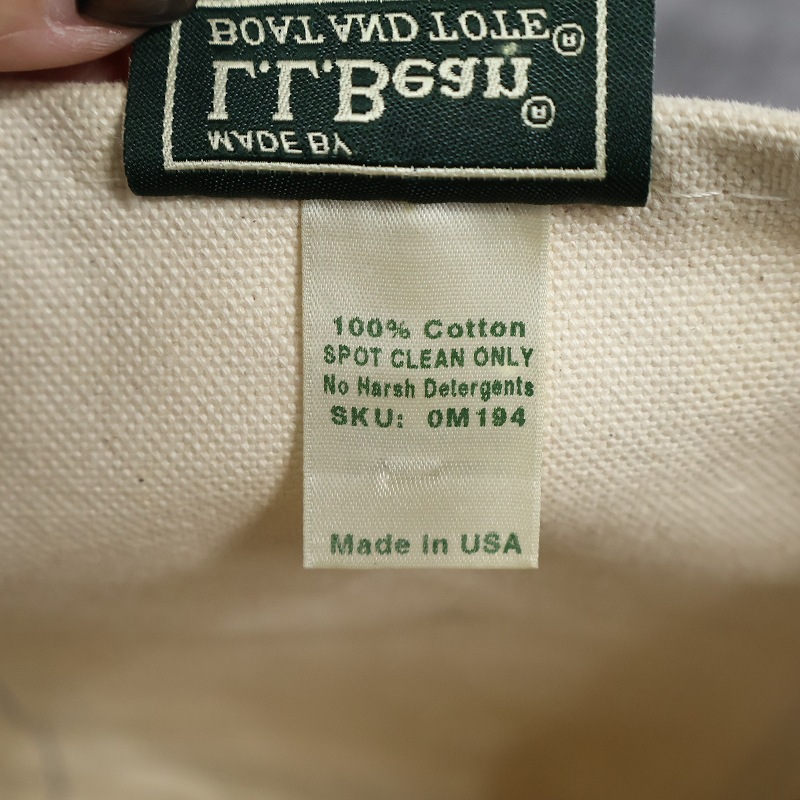 BOAT AND TOTE®
L.L.Bean®
MADE BY
100% Cotton
SPOT CLEAN ONLY
No Harsh Detergents
SKU: 0M194
Made in USA